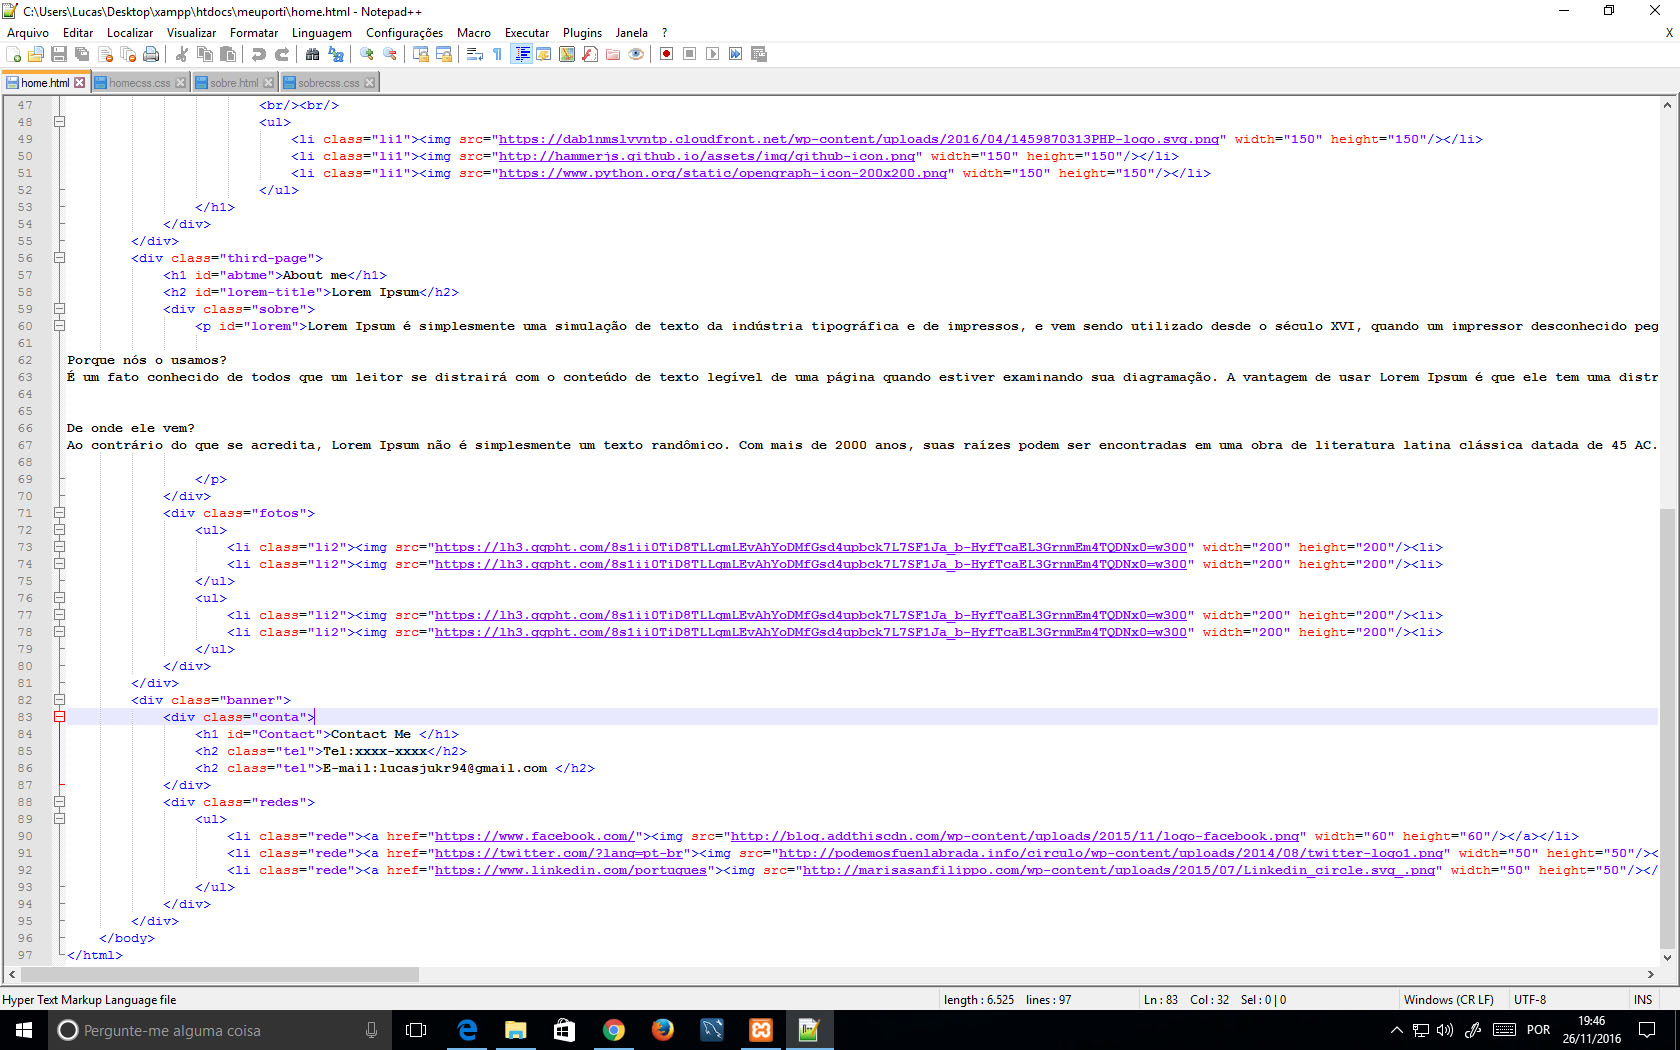 C:\Users\Lucas\Desktop\xampp\htdocs\meuporti\home.html - Notepad++
Arquivo Editar Localizar Visualizar Formatar Linguagem Configurações Macro Executar Plugins Janela ? X
home.html homecss.css sobre.html sobrecss.css
47 <br/><br/>
48 <ul>
49 <li class="li1"><img src="https://dab1nmslvvntp.cloudfront.net/wp-content/uploads/2016/04/1459870313PHP-logo.svg.png" width="150" height="150"/></li>
50 <li class="li1"><img src="http://hammerjs.github.io/assets/img/github-icon.png" width="150" height="150"/></li>
51 <li class="li1"><img src="https://www.python.org/static/opengraph-icon-200x200.png" width="150" height="150"/></li>
52 </ul>
53 </h1>
54 </div>
55 </div>
56 <div class="third-page">
57 <h1 id="abtme">About me</h1>
58 <h2 id="lorem-title">Lorem Ipsum</h2>
59 <div class="sobre">
60 <p id="lorem">Lorem Ipsum é simplesmente uma simulação de texto da indústria tipográfica e de impressos, e vem sendo utilizado desde o século XVI, quando um impressor desconhecido peg
61
62 Porque nós o usamos?
63 É um fato conhecido de todos que um leitor se distrairá com o conteúdo de texto legível de uma página quando estiver examinando sua diagramação. A vantagem de usar Lorem Ipsum é que ele tem uma distr
64
65
66 De onde ele vem?
67 Ao contrário do que se acredita, Lorem Ipsum não é simplesmente um texto randômico. Com mais de 2000 anos, suas raízes podem ser encontradas em uma obra de literatura latina clássica datada de 45 AC.
68
69 </p>
70 </div>
71 <div class="fotos">
72 <ul>
73 <li class="li2"><img src="https://lh3.ggpht.com/8s1ii0TiD8TLLqmLEvAhYoDMfGsd4upbck7L7SF1Ja_b-HyfTcaEL3GrnmEm4TQDNx0=w300" width="200" height="200"/><li>
74 <li class="li2"><img src="https://lh3.ggpht.com/8s1ii0TiD8TLLqmLEvAhYoDMfGsd4upbck7L7SF1Ja_b-HyfTcaEL3GrnmEm4TQDNx0=w300" width="200" height="200"/><li>
75 </ul>
76 <ul>
77 <li class="li2"><img src="https://lh3.ggpht.com/8s1ii0TiD8TLLqmLEvAhYoDMfGsd4upbck7L7SF1Ja_b-HyfTcaEL3GrnmEm4TQDNx0=w300" width="200" height="200"/><li>
78 <li class="li2"><img src="https://lh3.ggpht.com/8s1ii0TiD8TLLqmLEvAhYoDMfGsd4upbck7L7SF1Ja_b-HyfTcaEL3GrnmEm4TQDNx0=w300" width="200" height="200"/><li>
79 </ul>
80 </div>
81 </div>
82 <div class="banner">
83 <div class="conta">
84 <h1 id="Contact">Contact Me </h1>
85 <h2 class="tel">Tel:xxxx-xxxx</h2>
86 <h2 class="tel">E-mail:lucasjukr94@gmail.com </h2>
87 </div>
88 <div class="redes">
89 <ul>
90 <li class="rede"><a href="https://www.facebook.com/"><img src="http://blog.addthiscdn.com/wp-content/uploads/2015/11/logo-facebook.png" width="60" height="60"/></a></li>
91 <li class="rede"><a href="https://twitter.com/?lang=pt-br"><img src="http://podemosfuenlabrada.info/circulo/wp-content/uploads/2014/08/twitter-logo1.png" width="50" height="50"/><
92 <li class="rede"><a href="https://www.linkedin.com/portugues"><img src="http://marisasanfilippo.com/wp-content/uploads/2015/07/Linkedin_circle.svg_.png" width="50" height="50"/></
93 </ul>
94 </div>
95 </div>
96 </body>
97 </html>
Hyper Text Markup Language file length : 6.525 lines : 97 Ln : 83 Col : 32 Sel : 0 | 0 Windows (CR LF) UTF-8 INS
Pergunte-me alguma coisa POR 19:46
26/11/2016